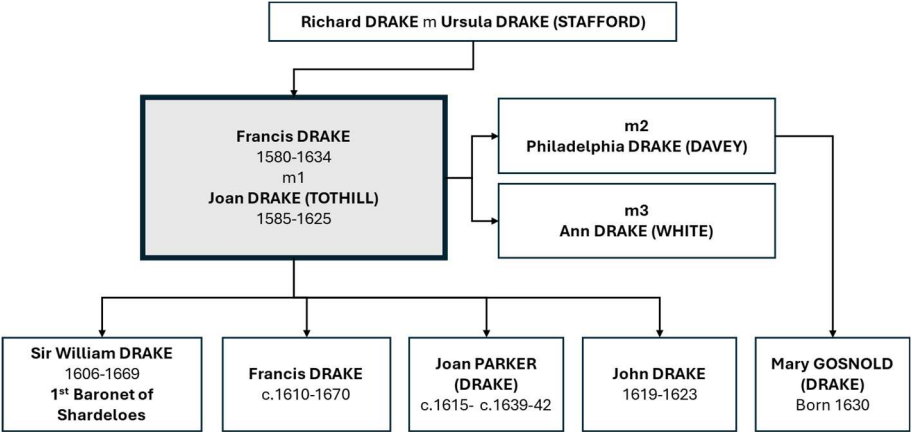 Richard DRAKE m Ursula DRAKE (STAFFORD)
Francis DRAKE
1580-1634
m1
Joan DRAKE (TOTHILL)
1585-1625
m2
Philadelphia DRAKE (DAVEY)
m3
Ann DRAKE (WHITE)
Sir William DRAKE
1606-1669
1st Baronet of
Shardeloes
Francis DRAKE
c.1610-1670
Joan PARKER
(DRAKE)
c.1615- c.1639-42
John DRAKE
1619-1623
Mary GOSNOLD
(DRAKE)
Born 1630